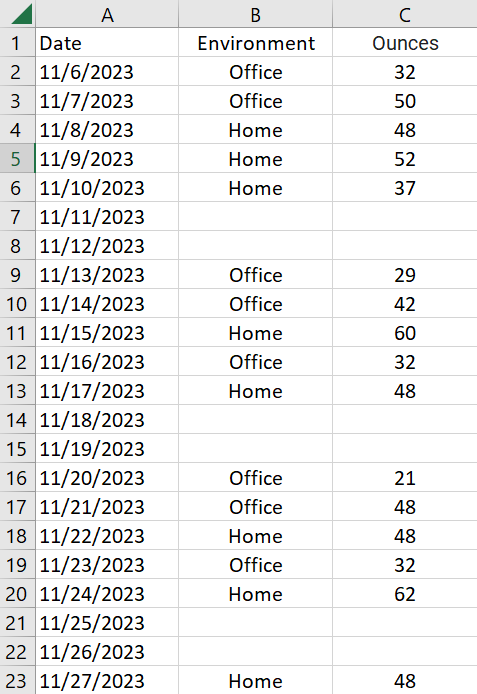 A B C
1 Date Environment Ounces
2 11/6/2023 Office 32
3 11/7/2023 Office 50
4 11/8/2023 Home 48
5 11/9/2023 Home 52
6 11/10/2023 Home 37
7 11/11/2023
8 11/12/2023
9 11/13/2023 Office 29
10 11/14/2023 Office 42
11 11/15/2023 Home 60
12 11/16/2023 Office 32
13 11/17/2023 Home 48
14 11/18/2023
15 11/19/2023
16 11/20/2023 Office 21
17 11/21/2023 Office 48
18 11/22/2023 Home 48
19 11/23/2023 Office 32
20 11/24/2023 Home 62
21 11/25/2023
22 11/26/2023
23 11/27/2023 Home 48